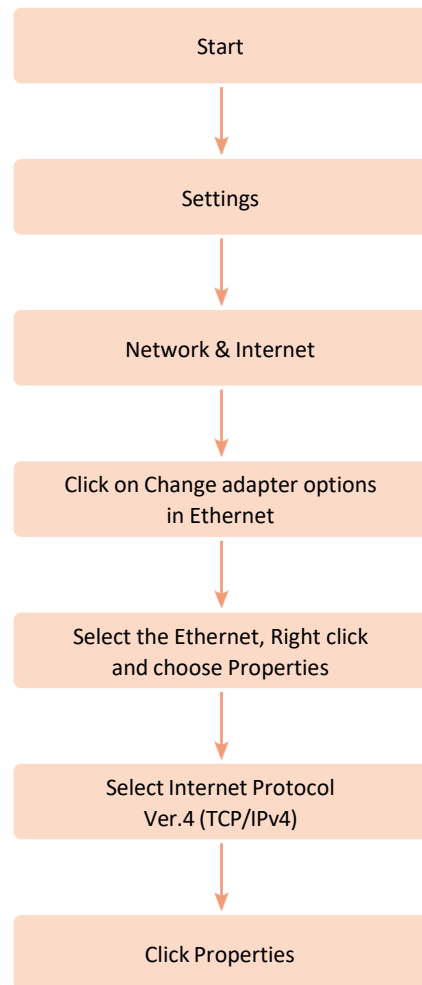 Start
Settings
Network & Internet
Click on Change adapter options
in Ethernet
Select the Ethernet, Right click
and choose Properties
Select Internet Protocol
Ver.4 (TCP/IPv4)
Click Properties